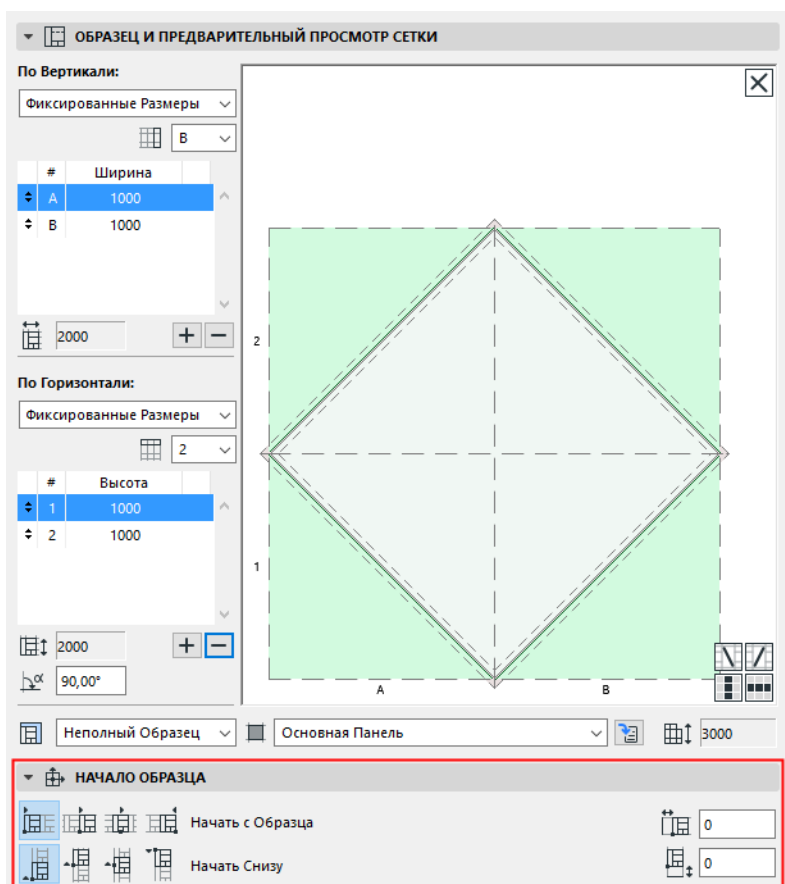 ОБРАЗЕЦ И ПРЕДВАРИТЕЛЬНЫЙ ПРОСМОТР СЕТКИ
По Вертикали:
Фиксированные Размеры
B
# Ширина
A 1000
B 1000
2000
По Горизонтали:
Фиксированные Размеры
2
# Высота
1 1000
2 1000
2000
α 90,00°
2
1
A B
Неполный Образец Основная Панель 3000
НАЧАЛО ОБРАЗЦА
Начать с Образца 0
Начать Снизу 0